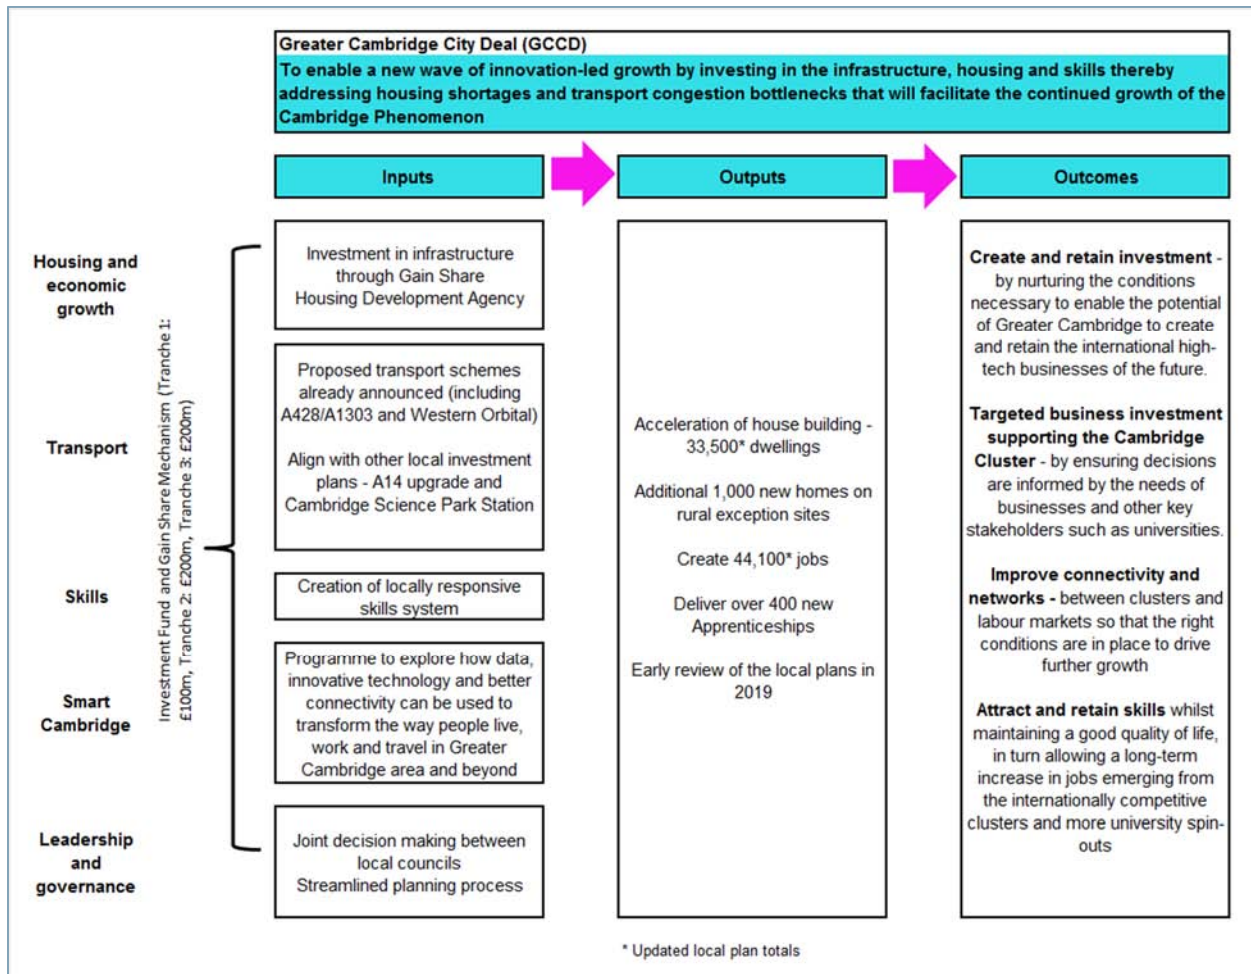 Greater Cambridge City Deal (GCCD)
To enable a new wave of innovation-led growth by investing in the infrastructure, housing and skills thereby
addressing housing shortages and transport congestion bottlenecks that will facilitate the continued growth of the
Cambridge Phenomenon
Inputs
Outputs
Outcomes
Housing and
economic
growth
Transport
Skills
Smart
Cambridge
Leadership
and
governance
Investment Fund and Gain Share Mechanism (Tranche 1:
£100m, Tranche 2: £200m, Tranche 3: £200m)
Investment in infrastructure
through Gain Share
Housing Development Agency
Proposed transport schemes
already announced (including
A428/A1303 and Western Orbital)
Align with other local investment
plans - A14 upgrade and
Cambridge Science Park Station
Creation of locally responsive
skills system
Programme to explore how data,
innovative technology and better
connectivity can be used to
transform the way people live,
work and travel in Greater
Cambridge area and beyond
Joint decision making between
local councils
Streamlined planning process
Acceleration of house building -
33,500* dwellings
Additional 1,000 new homes on
rural exception sites
Create 44,100* jobs
Deliver over 400 new
Apprenticeships
Early review of the local plans in
2019
Create and retain investment -
by nurturing the conditions
necessary to enable the potential
of Greater Cambridge to create
and retain the international high-
tech businesses of the future.
Targeted business investment
supporting the Cambridge
Cluster - by ensuring decisions
are informed by the needs of
businesses and other key
stakeholders such as universities.
Improve connectivity and
networks - between clusters and
labour markets so that the right
conditions are in place to drive
further growth
Attract and retain skills whilst
maintaining a good quality of life,
in turn allowing a long-term
increase in jobs emerging from
the internationally competitive
clusters and more university spin-
outs
* Updated local plan totals